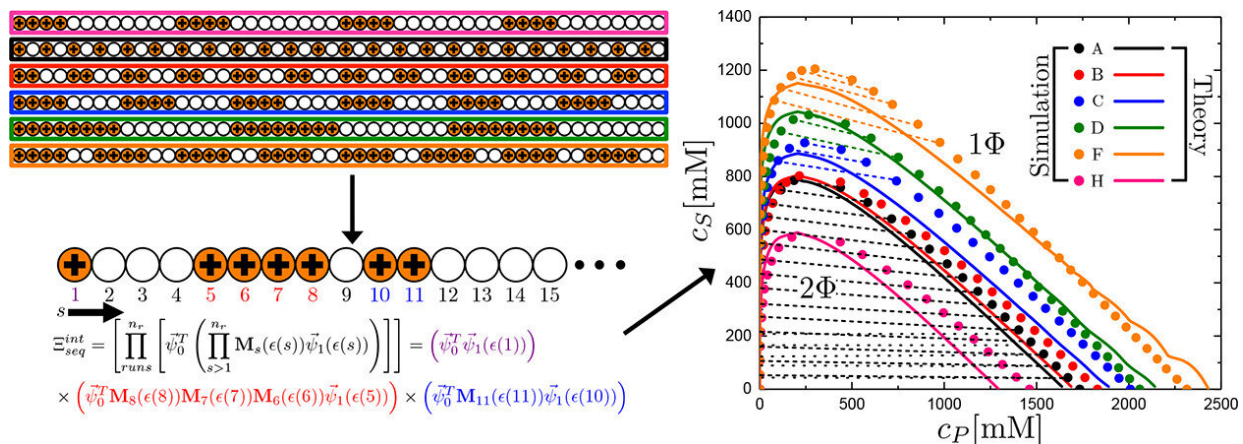 1 2 3 4 5 6 7 8 9 10 11 12 13 14 15
s
Ξ_{seq}^{int} = [∏_{runs}^{n_r} [ψ⃗_0^T (∏_{s>1}^{n_r} M_s(ϵ(s))ψ⃗_1(ϵ(s)))]] = (ψ⃗_0^T ψ⃗_1(ϵ(1)))
× (ψ⃗_0^T M_8(ϵ(8))M_7(ϵ(7))M_6(ϵ(6))ψ⃗_1(ϵ(5))) × (ψ⃗_0^T M_11(ϵ(11))ψ⃗_1(ϵ(10)))
c_S [mM]
1400
1200
1000
800
600
400
200
0
1Φ
2Φ
Simulation
A
B
C
D
F
H
Theory
0 500 1000 1500 2000 2500
c_P [mM]